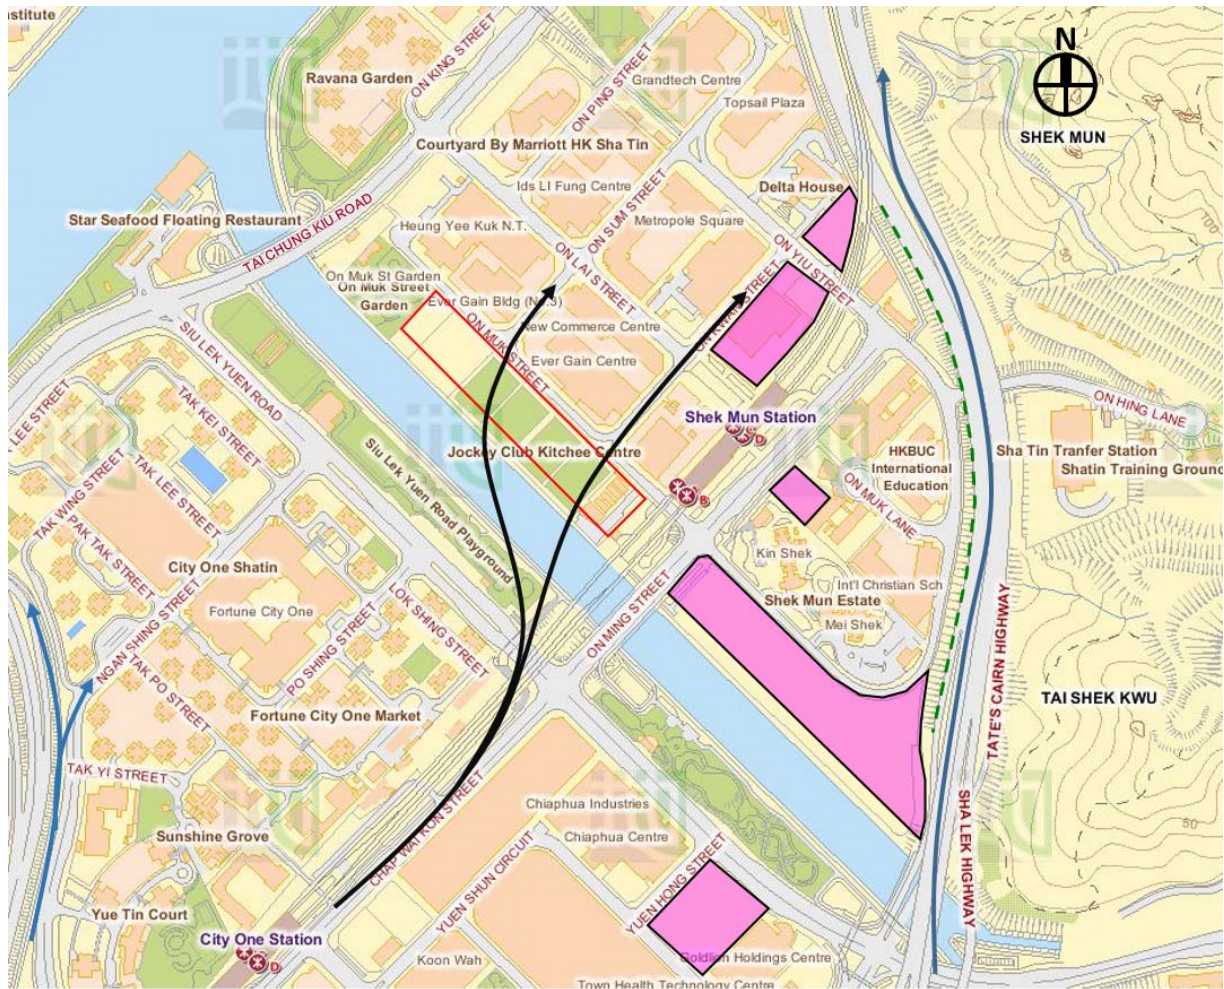 stitute
N
SHEK MUN
Ravana Garden
ON KING STREET
ON PING STREET
Grandtech Centre
Topsail Plaza
Courtyard By Marriott HK Sha Tin
Ids LI Fung Centre
Delta House
Star Seafood Floating Restaurant
TAI CHUNG KIU ROAD
Heung Yee Kuk N.T.
ON SUM STREET
Metropole Square
ON LAI STREET
ON YIU STREET
On Muk St Garden
On Muk Street
Garden
Ever Gain Bldg (No.3)
ON MUK STREET
New Commerce Centre
ON KWAN STREET
Ever Gain Centre
SIU LEK YUEN ROAD
LEE STREET
TAK KEI STREET
Shek Mun Station
D
B
ON HING LANE
Jockey Club Kitchee Centre
HKBUC
International
Education
Sha Tin Tranfer Station
Shatin Training Ground
TAK WING STREET
TAK LEE STREET
Siu Lek Yuen Road Playground
ON MUK LANE
PAK TAK STREET
City One Shatin
Kin Shek
Int'l Christian Sch
Fortune City One
LOK SHING STREET
Shek Mun Estate
Mei Shek
NGAN SHING STREET
PO SHING STREET
ON MING STREET
TATE'S CAIRN HIGHWAY
TAK PO STREET
TAI SHEK KWU
Fortune City One Market
TAK YI STREET
Sunshine Grove
CHAP WAI KON STREET
Chiaphua Industries
Chiaphua Centre
YUEN SHUN CIRCUIT
YUEN HONG STREET
SHA LEK HIGHWAY
50
Yue Tin Court
City One Station
D
Koon Wah
Goldlion Holdings Centre
Town Health Technology Centre